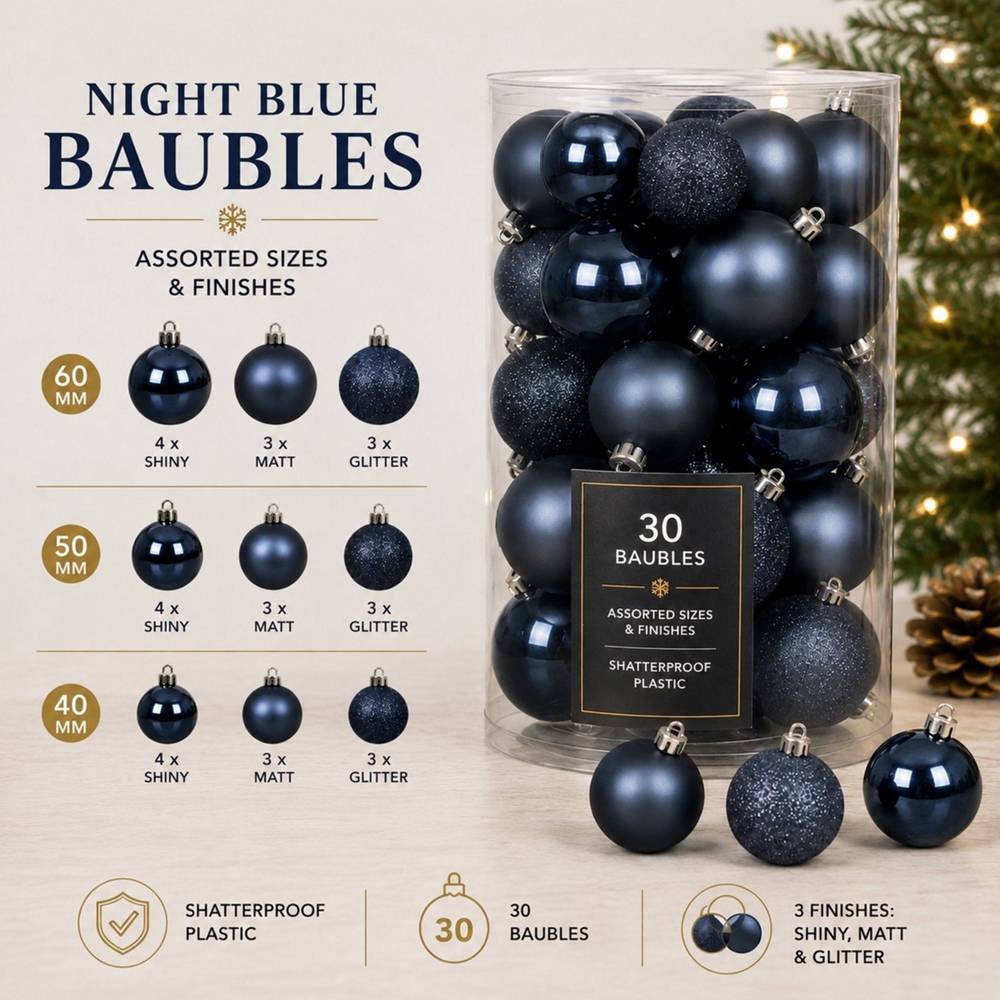 NIGHT BLUE
BAUBLES
ASSORTED SIZES
& FINISHES
60
MM
4 x
SHINY
3 x
MATT
3 x
GLITTER
50
MM
4 x
SHINY
3 x
MATT
3 x
GLITTER
40
MM
4 x
SHINY
3 x
MATT
3 x
GLITTER
30
BAUBLES
ASSORTED SIZES
& FINISHES
SHATTERPROOF
PLASTIC
SHATTERPROOF
PLASTIC
30
30
BAUBLES
3 FINISHES:
SHINY, MATT
& GLITTER